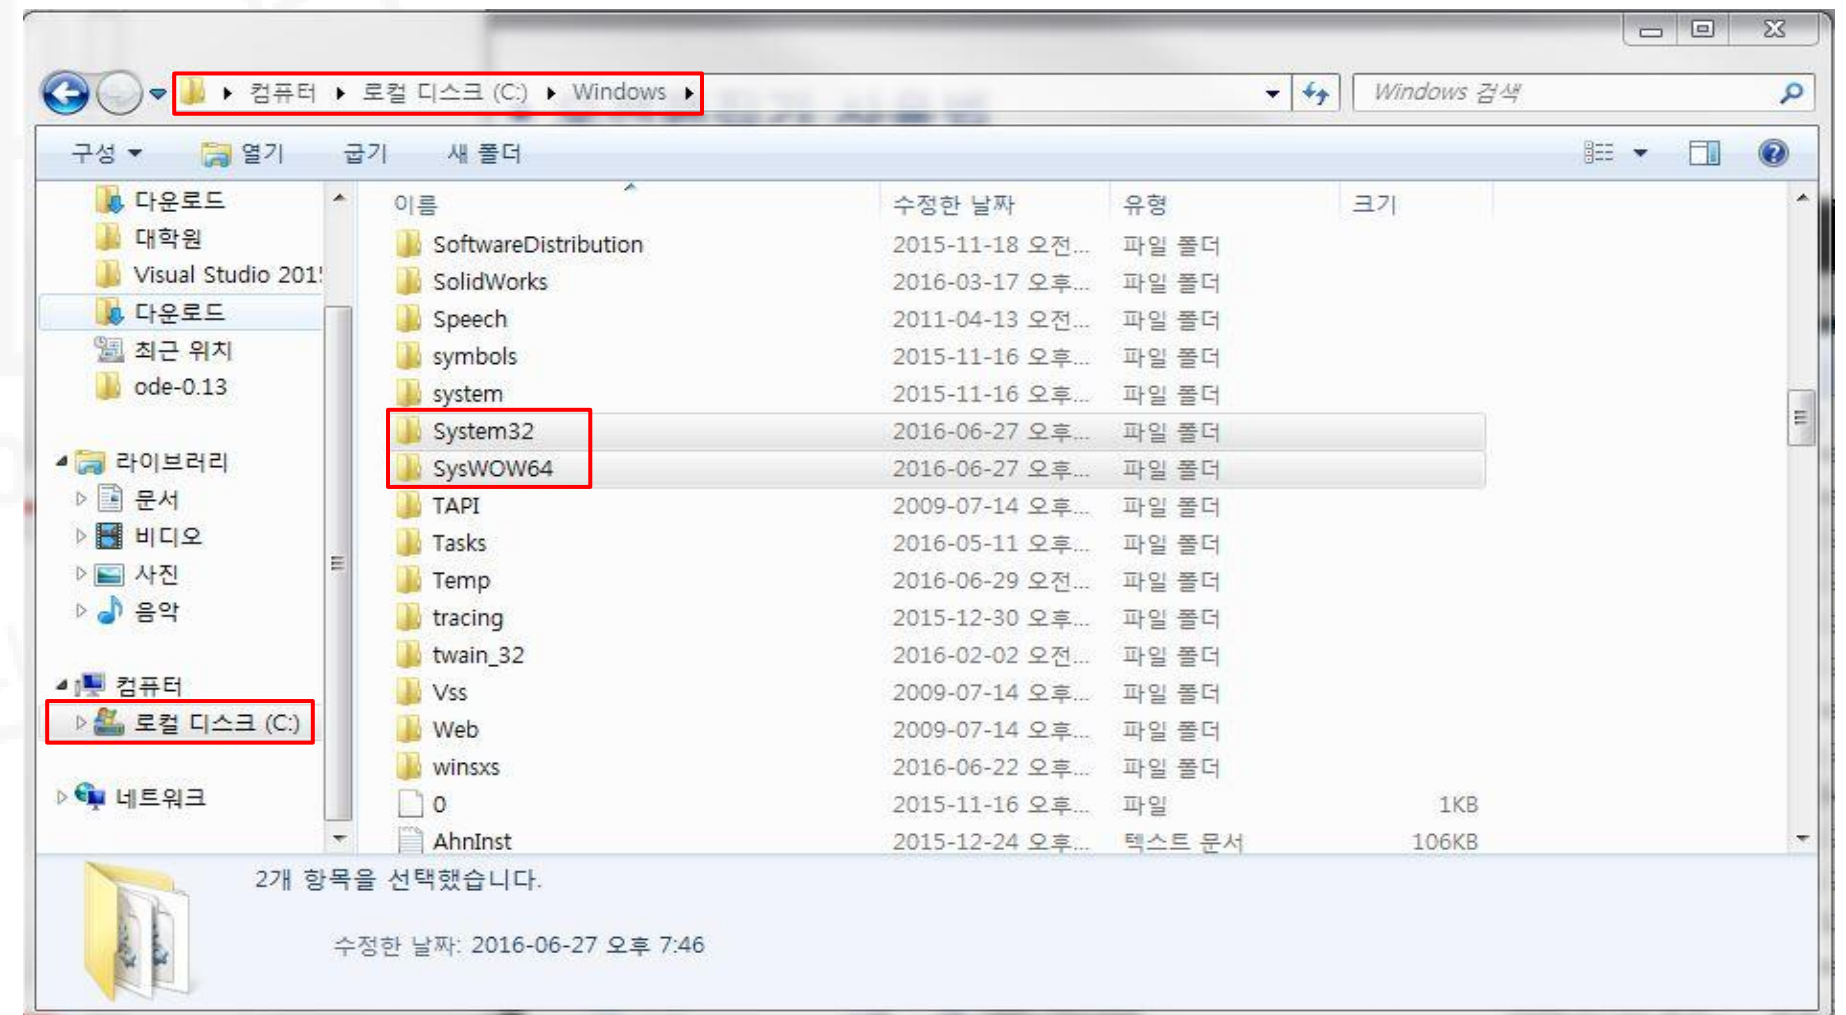 컴퓨터 로컬 디스크 (C:) Windows
Windows 검색
구성 열기 굽기 새 폴더
다운로드
대학원
Visual Studio 201
다운로드
최근 위치
ode-0.13
라이브러리
문서
비디오
사진
음악
컴퓨터
로컬 디스크 (C:)
네트워크
이름 수정한 날짜 유형 크기
SoftwareDistribution 2015-11-18 오전... 파일 폴더
SolidWorks 2016-03-17 오후... 파일 폴더
Speech 2011-04-13 오전... 파일 폴더
symbols 2015-11-16 오후... 파일 폴더
system 2015-11-16 오후... 파일 폴더
System32 2016-06-27 오후... 파일 폴더
SysWOW64 2016-06-27 오후... 파일 폴더
TAPI 2009-07-14 오후... 파일 폴더
Tasks 2016-05-11 오후... 파일 폴더
Temp 2016-06-29 오전... 파일 폴더
tracing 2015-12-30 오후... 파일 폴더
twain_32 2016-02-02 오전... 파일 폴더
Vss 2009-07-14 오후... 파일 폴더
Web 2009-07-14 오후... 파일 폴더
winsxs 2016-06-22 오후... 파일 폴더
0 2015-11-16 오후... 파일 1KB
AhnInst 2015-12-24 오후... 텍스트 문서 106KB
2개 항목을 선택했습니다.
수정한 날짜: 2016-06-27 오후 7:46